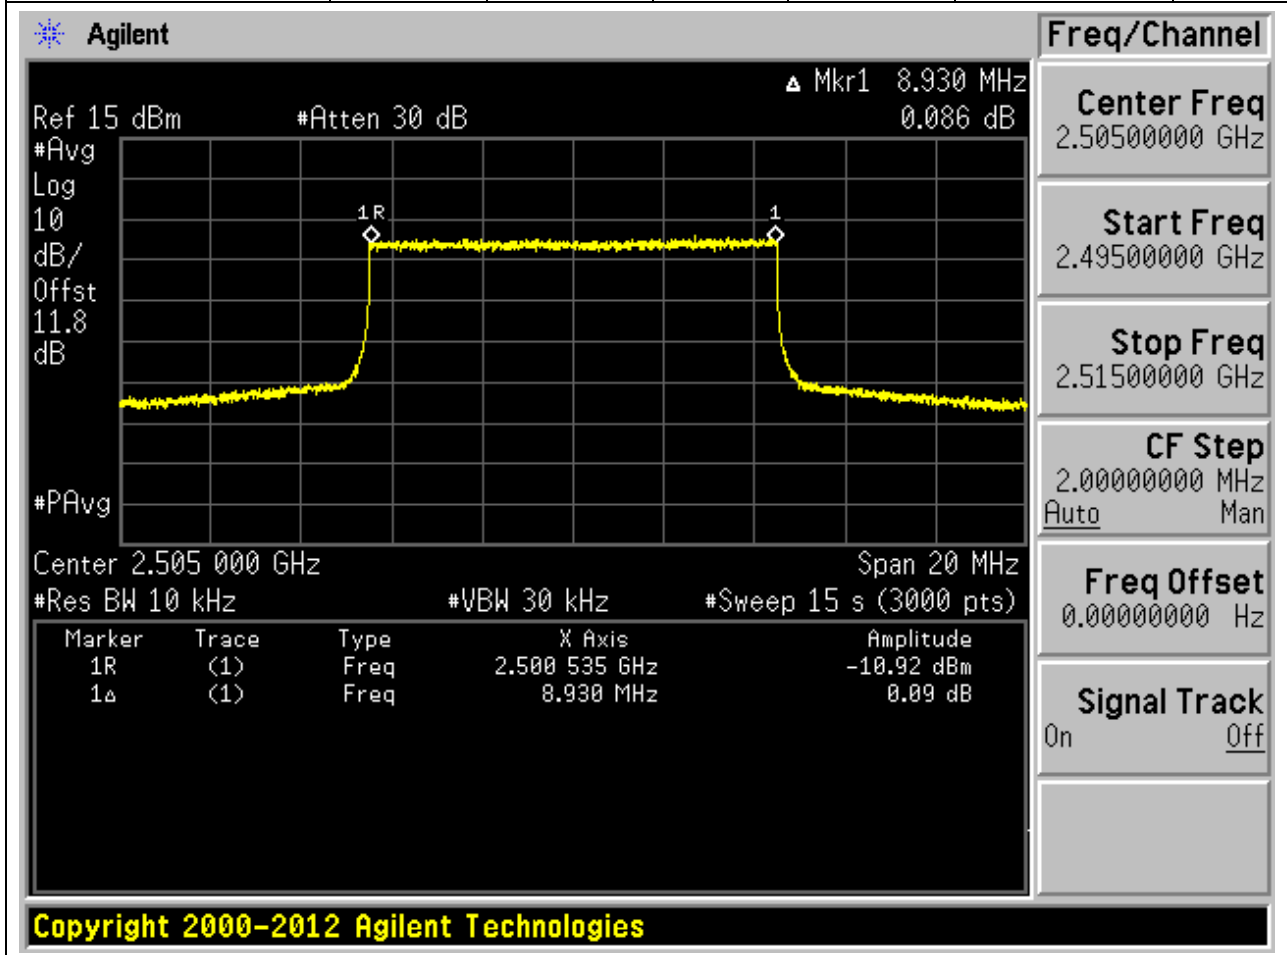 Agilent
Freq/Channel
Δ Mkr1 8.930 MHz
Ref 15 dBm #Atten 30 dB 0.086 dB
#Avg
Log
10
dB/
Offst
11.8
dB
1R
1
#PAvg
Center 2.505 000 GHz Span 20 MHz
#Res BW 10 kHz #VBW 30 kHz #Sweep 15 s (3000 pts)
Marker Trace Type X Axis Amplitude
1R (1) Freq 2.500 535 GHz -10.92 dBm
1Δ (1) Freq 8.930 MHz 0.09 dB
Center Freq
2.50500000 GHz
Start Freq
2.49500000 GHz
Stop Freq
2.51500000 GHz
CF Step
2.00000000 MHz
Auto Man
Freq Offset
0.00000000 Hz
Signal Track
On Off
Copyright 2000-2012 Agilent Technologies